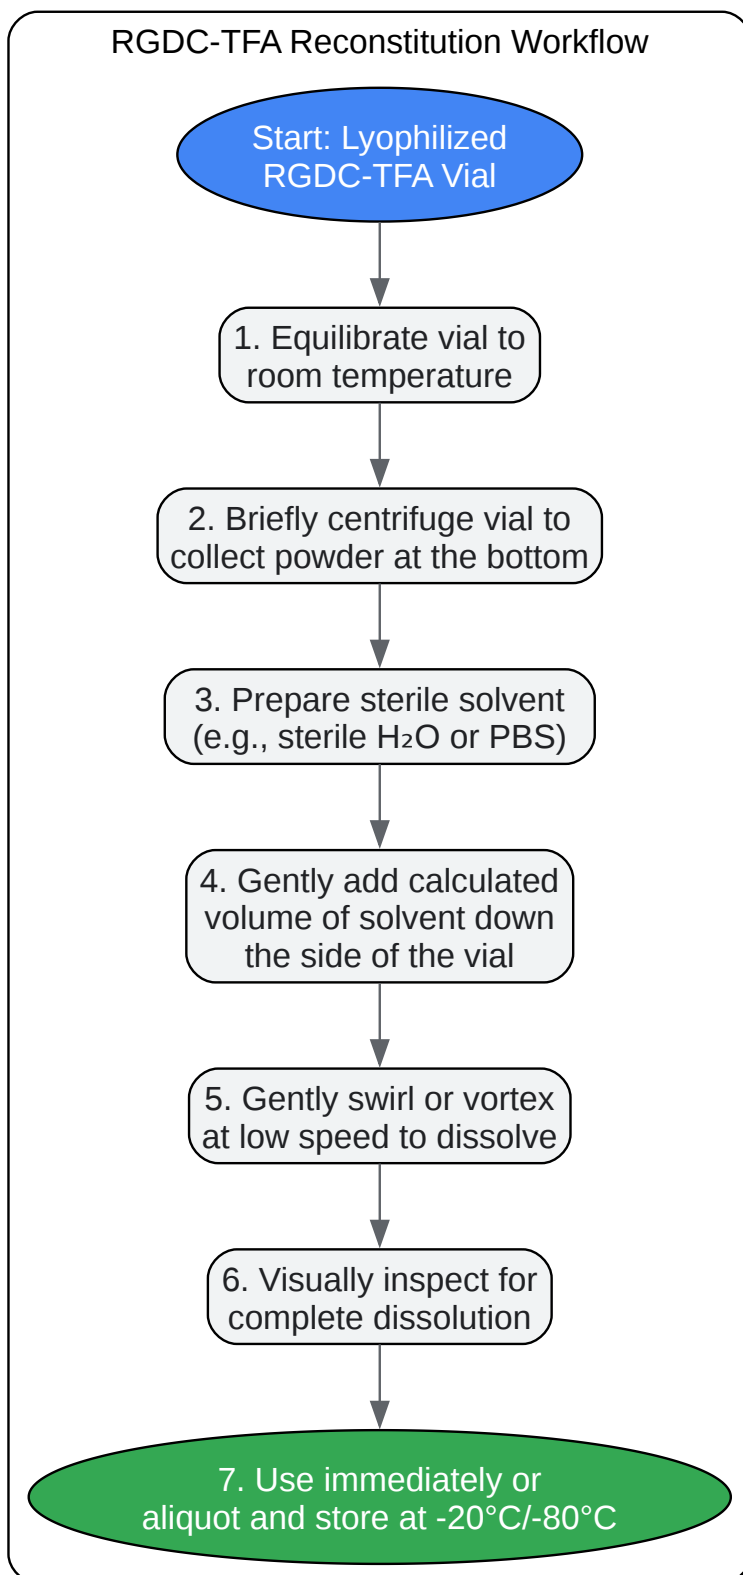 RGDC-TFA Reconstitution Workflow
Start: Lyophilized
RGDC-TFA Vial
1. Equilibrate vial to
room temperature
2. Briefly centrifuge vial to
collect powder at the bottom
3. Prepare sterile solvent
(e.g., sterile H₂O or PBS)
4. Gently add calculated
volume of solvent down
the side of the vial
5. Gently swirl or vortex
at low speed to dissolve
6. Visually inspect for
complete dissolution
7. Use immediately or
aliquot and store at -20°C/-80°C